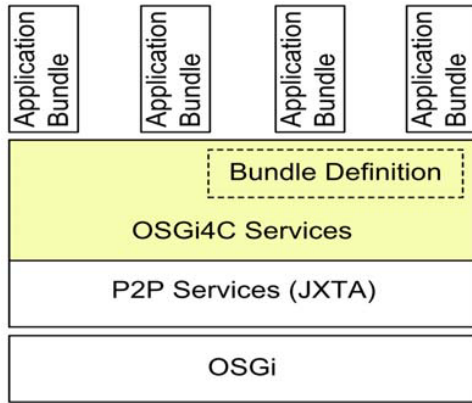 Application
Bundle
Application
Bundle
Application
Bundle
Application
Bundle
Bundle Definition
OSGi4C Services
P2P Services (JXTA)
OSGi